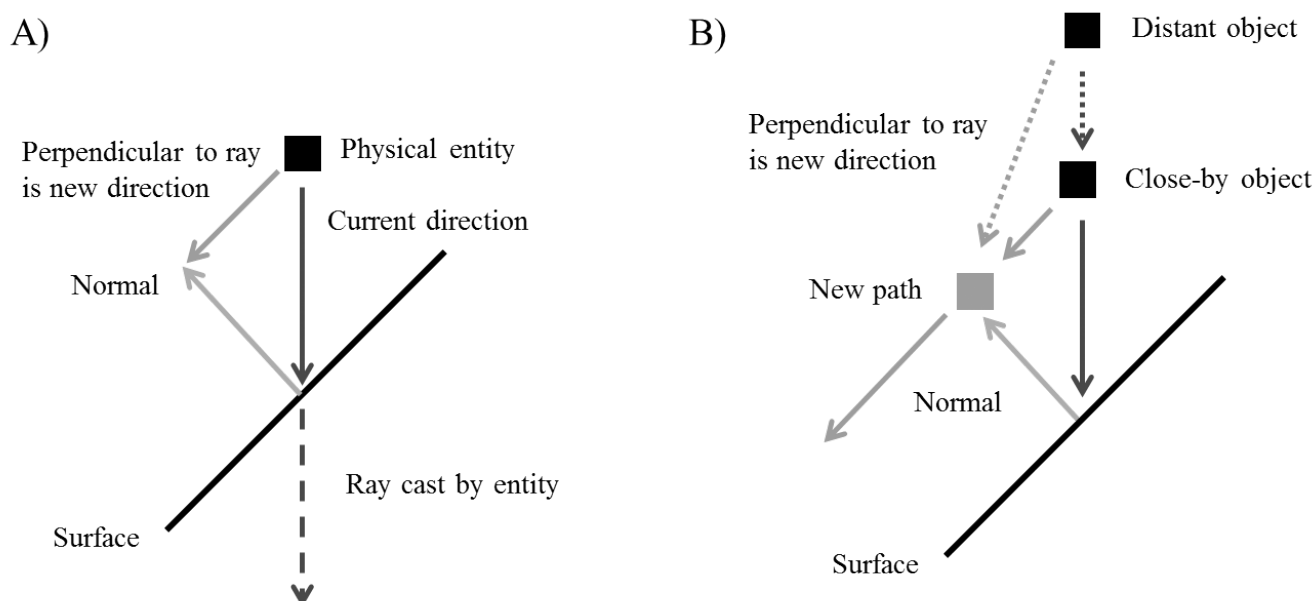 A)
Perpendicular to ray
is new direction
Physical entity
Current direction
Normal
Ray cast by entity
Surface
B)
Distant object
Perpendicular to ray
is new direction
Close-by object
New path
Normal
Surface